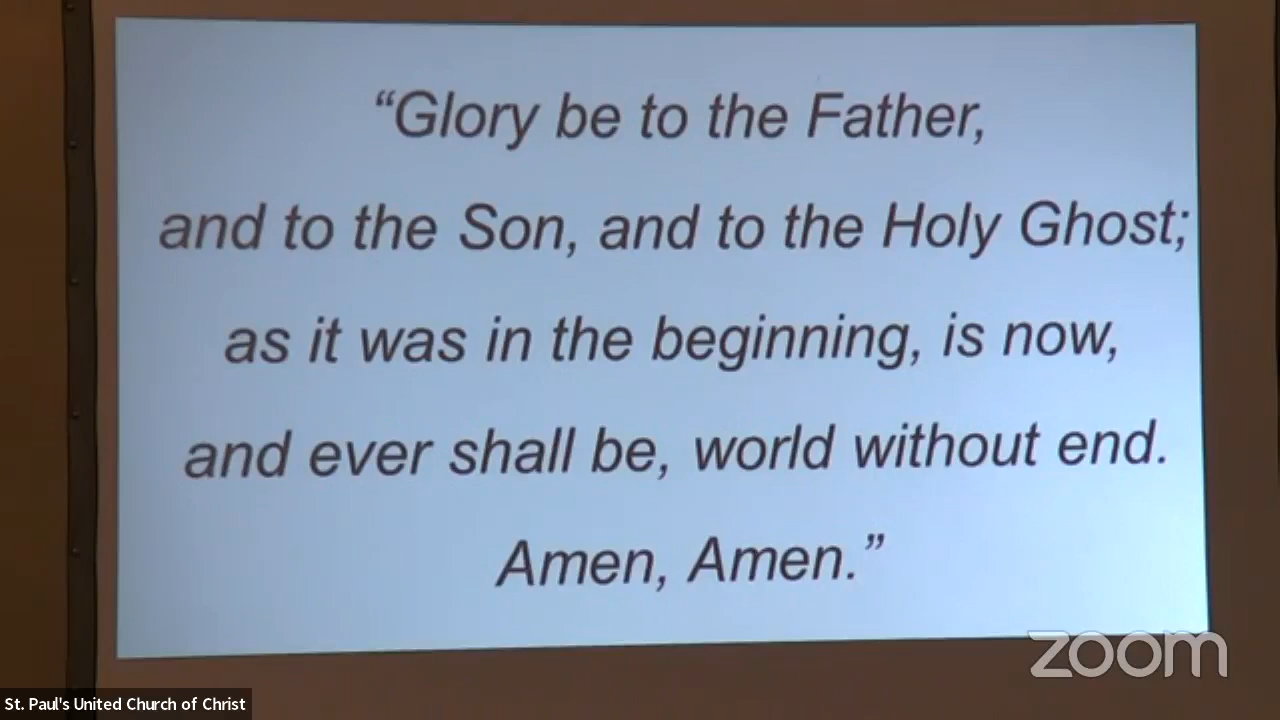 “Glory be to the Father,
and to the Son, and to the Holy Ghost;
as it was in the beginning, is now,
and ever shall be, world without end.
Amen, Amen.”
zoom
St. Paul's United Church of Christ